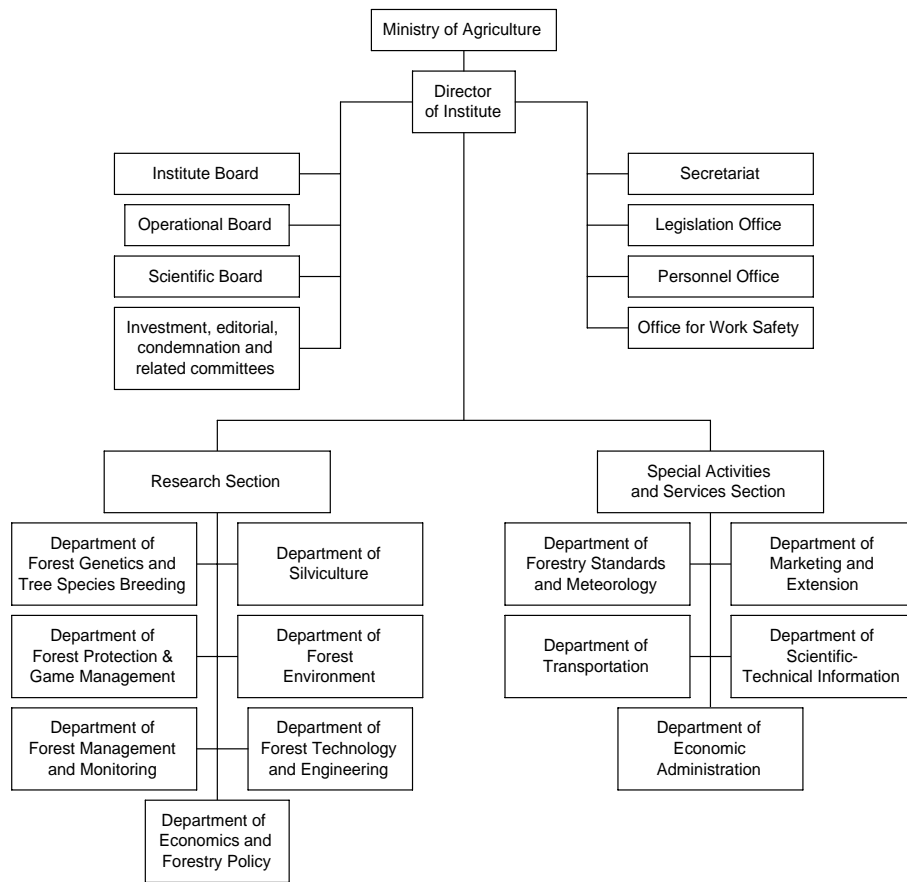 Ministry of Agriculture
Director
of Institute
Institute Board
Operational Board
Scientific Board
Investment, editorial,
condemnation and
related committees
Secretariat
Legislation Office
Personnel Office
Office for Work Safety
Research Section
Special Activities
and Services Section
Department of
Forest Genetics and
Tree Species Breeding
Department of
Silviculture
Department of
Forest Protection &
Game Management
Department of
Forest
Environment
Department of
Forest Management
and Monitoring
Department of
Forest Technology
and Engineering
Department of
Economics and
Forestry Policy
Department of
Forestry Standards
and Meteorology
Department of
Marketing and
Extension
Department of
Transportation
Department of
Scientific-
Technical Information
Department of
Economic
Administration